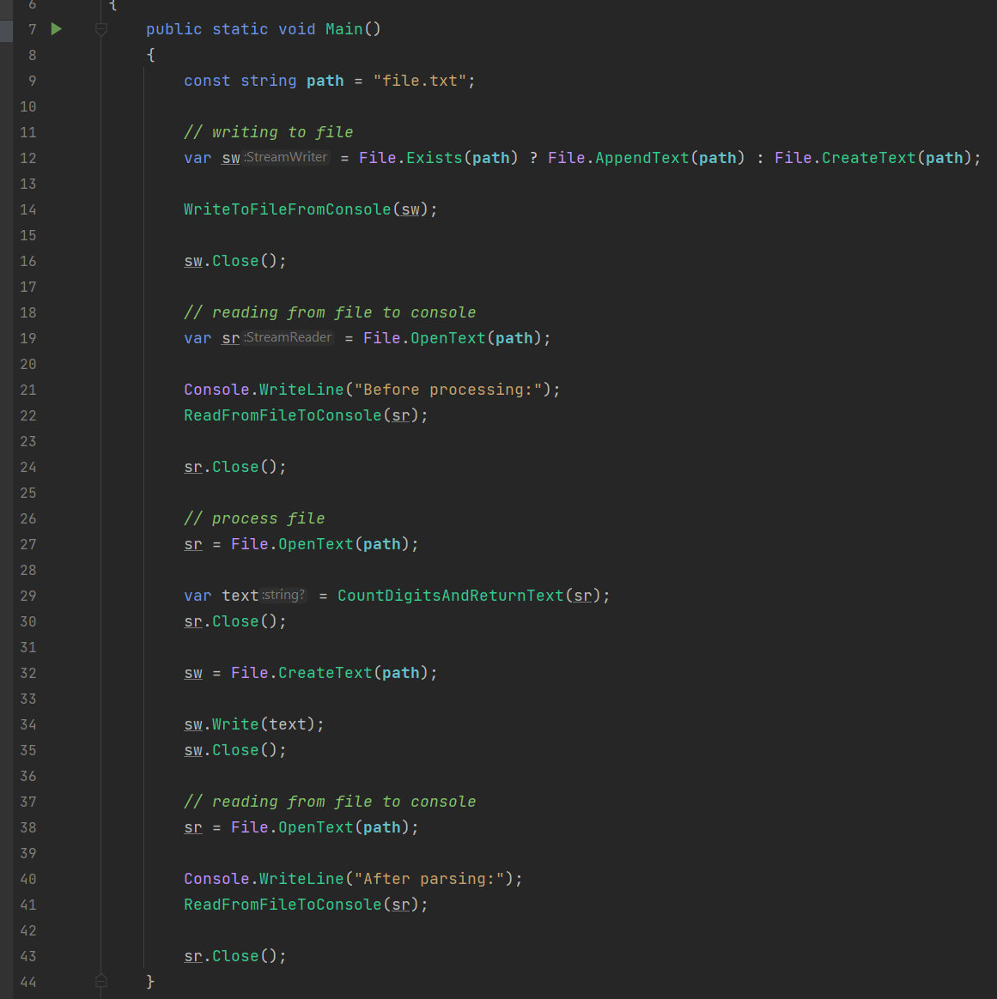 6 {
7 public static void Main()
8 {
9 const string path = "file.txt";
10
11 // writing to file
12 var sw :StreamWriter = File.Exists(path) ? File.AppendText(path) : File.CreateText(path);
13
14 WriteToFileFromConsole(sw);
15
16 sw.Close();
17
18 // reading from file to console
19 var sr :StreamReader = File.OpenText(path);
20
21 Console.WriteLine("Before processing:");
22 ReadFromFileToConsole(sr);
23
24 sr.Close();
25
26 // process file
27 sr = File.OpenText(path);
28
29 var text :string? = CountDigitsAndReturnText(sr);
30 sr.Close();
31
32 sw = File.CreateText(path);
33
34 sw.Write(text);
35 sw.Close();
36
37 // reading from file to console
38 sr = File.OpenText(path);
39
40 Console.WriteLine("After parsing:");
41 ReadFromFileToConsole(sr);
42
43 sr.Close();
44 }